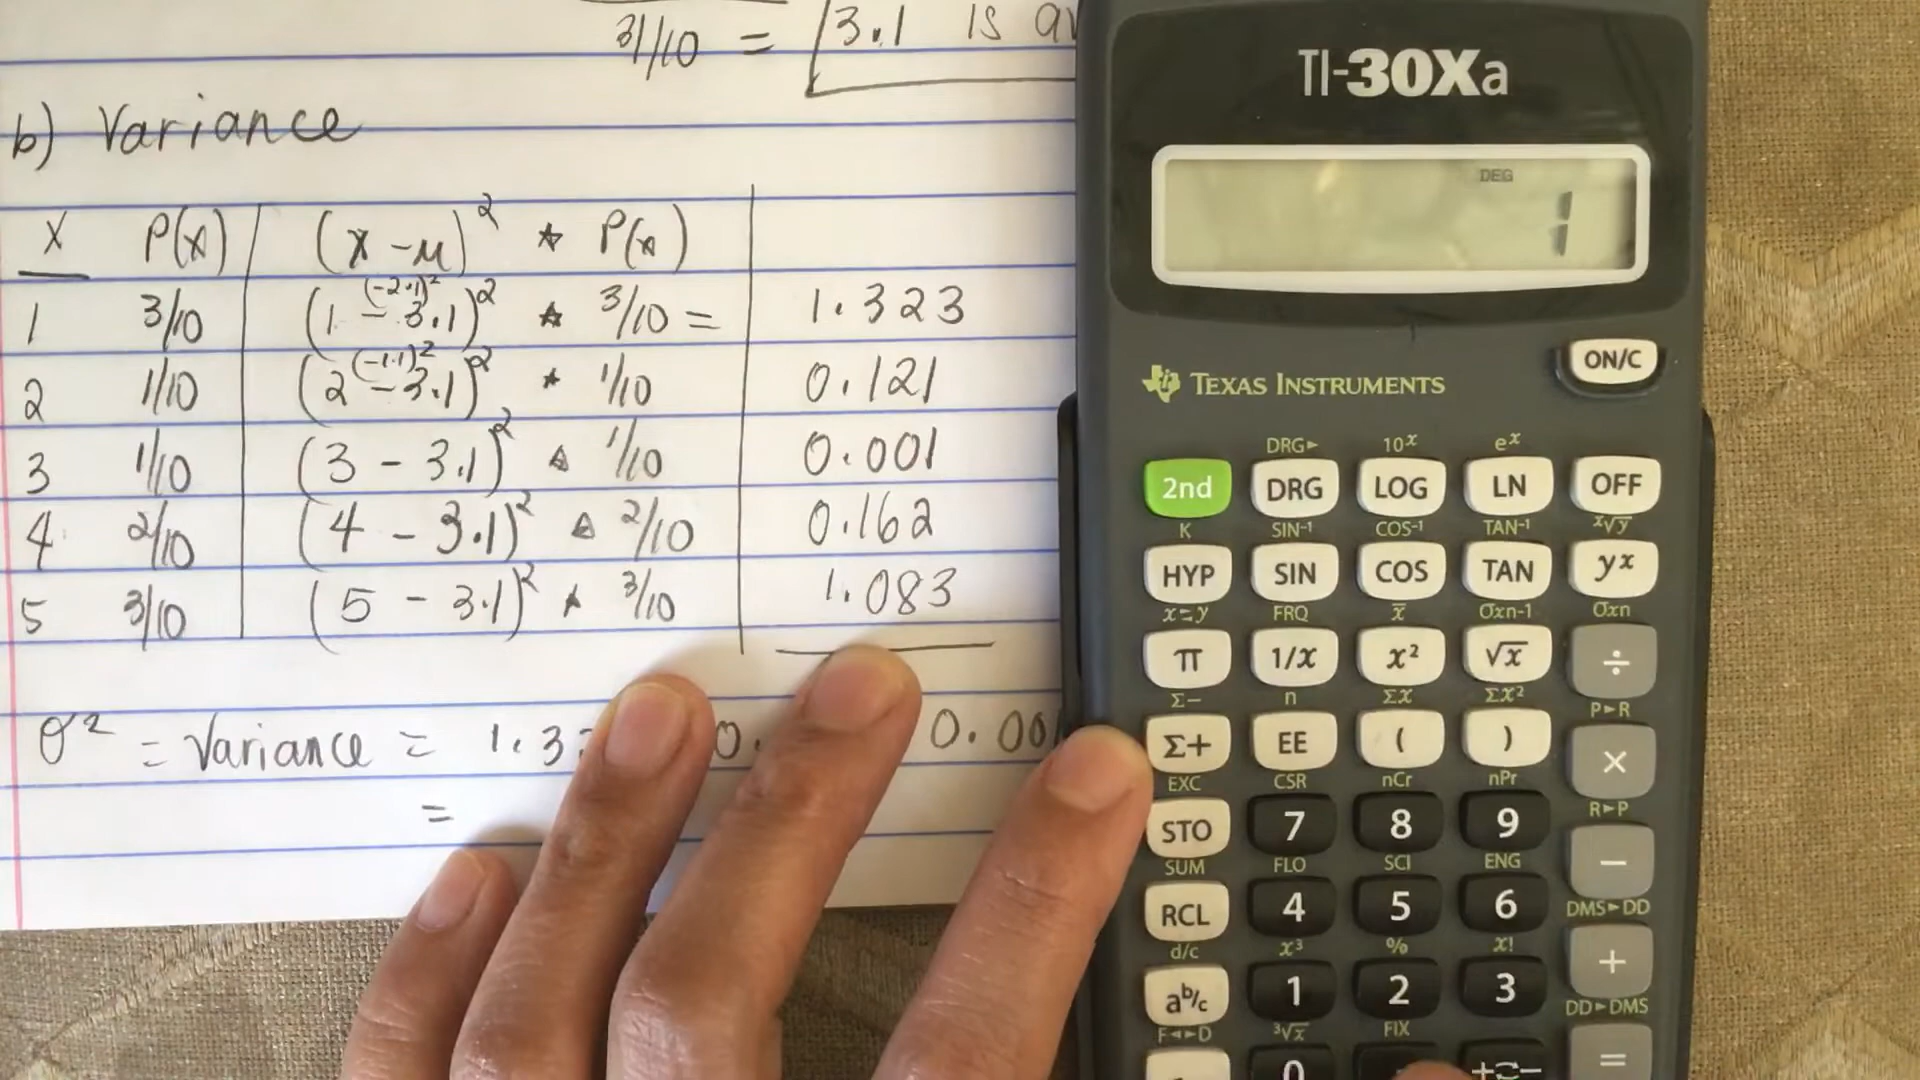 31/10 = 3.1 is
b) Variance
x P(x) (x - μ)² * P(x)
(-2.1)²
1 3/10 (1 - 3.1)² * 3/10 = 1.323
(-1.1)²
2 1/10 (2 - 3.1)² * 1/10 0.121
3 1/10 (3 - 3.1)² * 1/10 0.001
4 2/10 (4 - 3.1)² * 2/10 0.162
5 3/10 (5 - 3.1)² * 3/10 1.083
σ² = Variance = 1.3 0. 0.001
=
TI-30Xa
DEG
1
TEXAS INSTRUMENTS
ON/C
DRG► 10ˣ eˣ
2nd DRG LOG LN OFF
K SIN⁻¹ COS⁻¹ TAN⁻¹ ˣ√y
HYP SIN COS TAN yˣ
x⇆y FRQ x̄ σxn-1 σxn
π 1/x x² √x ÷
Σ- n Σx Σx² P►R
Σ+ EE ( ) ×
EXC CSR nCr nPr R►P
STO 7 8 9 −
SUM FLO SCI ENG DMS►DD
RCL 4 5 6 +
d/c x³ % x! DD►DMS
aᵇ/c 1 2 3 =
F◄►D ³√x FIX
0 +⇆−